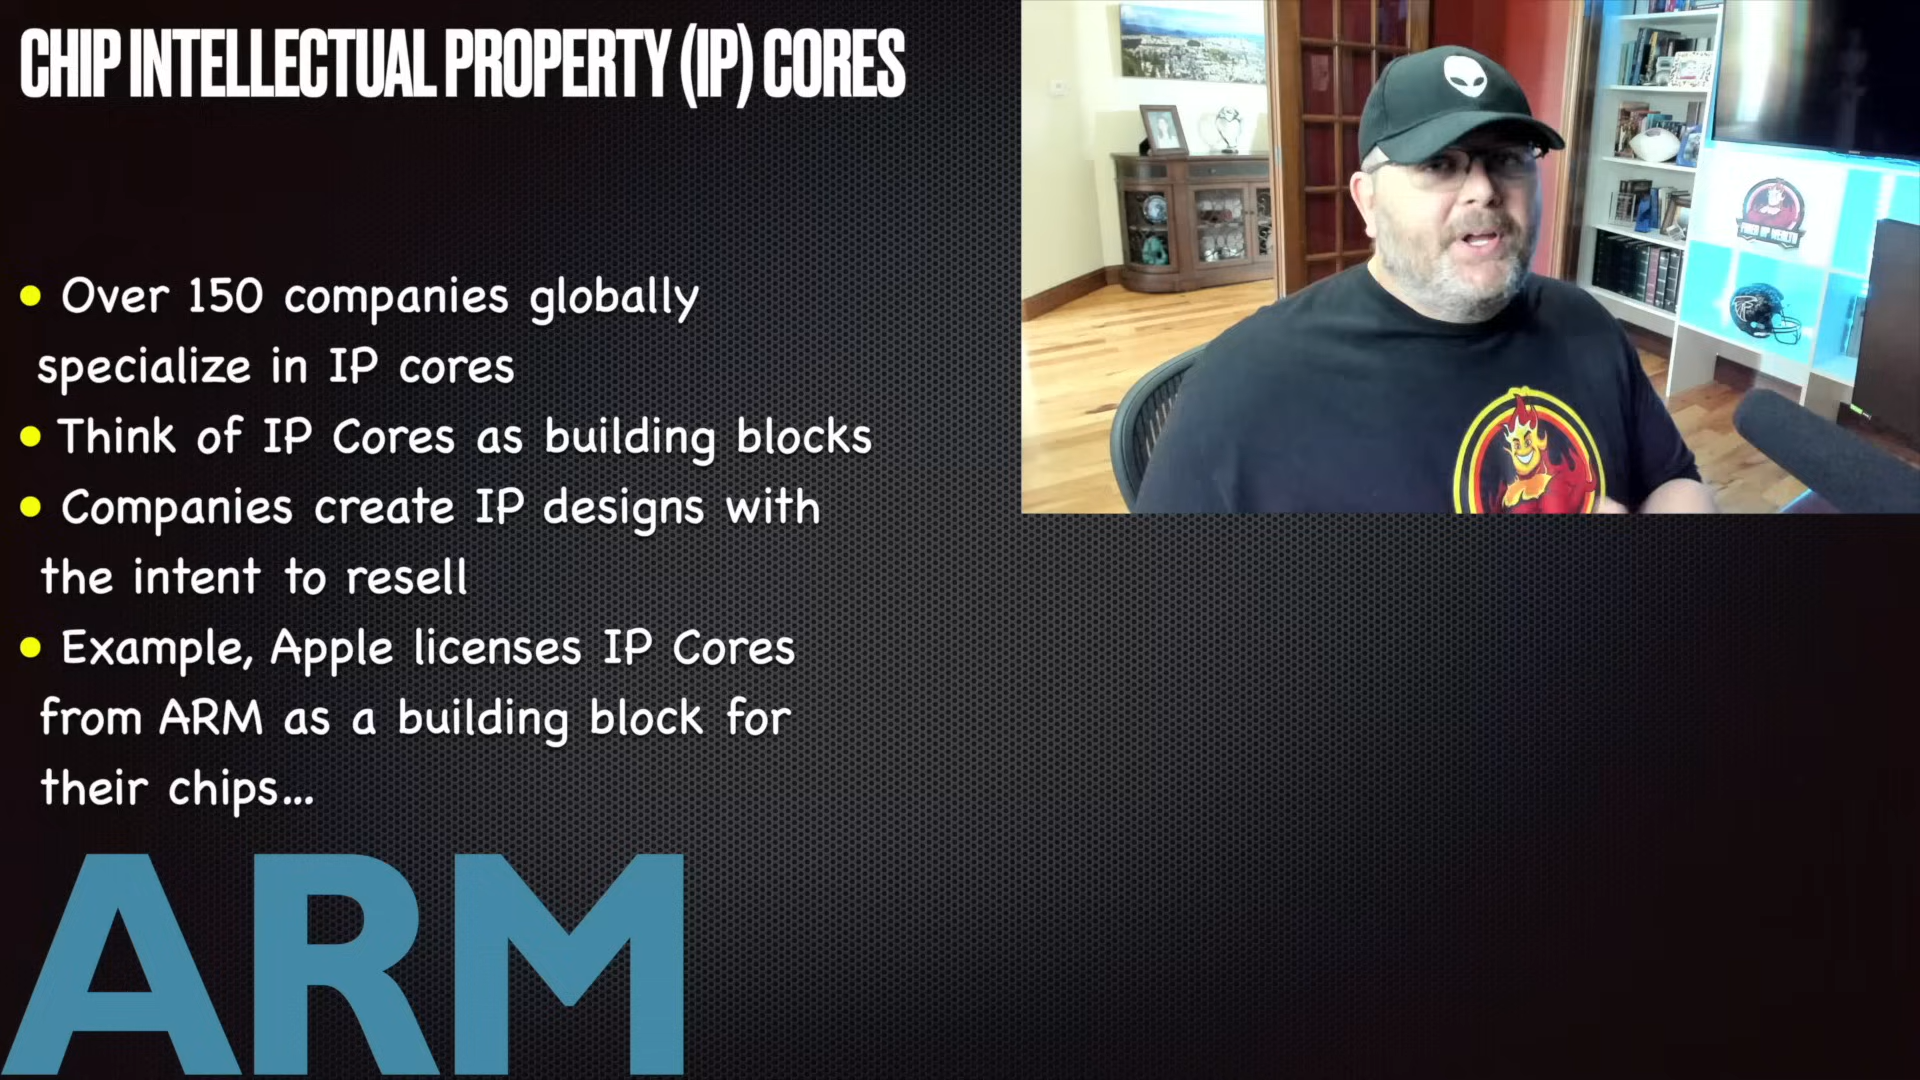 CHIP INTELLECTUAL PROPERTY (IP) CORES
• Over 150 companies globally
specialize in IP cores
• Think of IP Cores as building blocks
• Companies create IP designs with
the intent to resell
• Example, Apple licenses IP Cores
from ARM as a building block for
their chips...
ARM